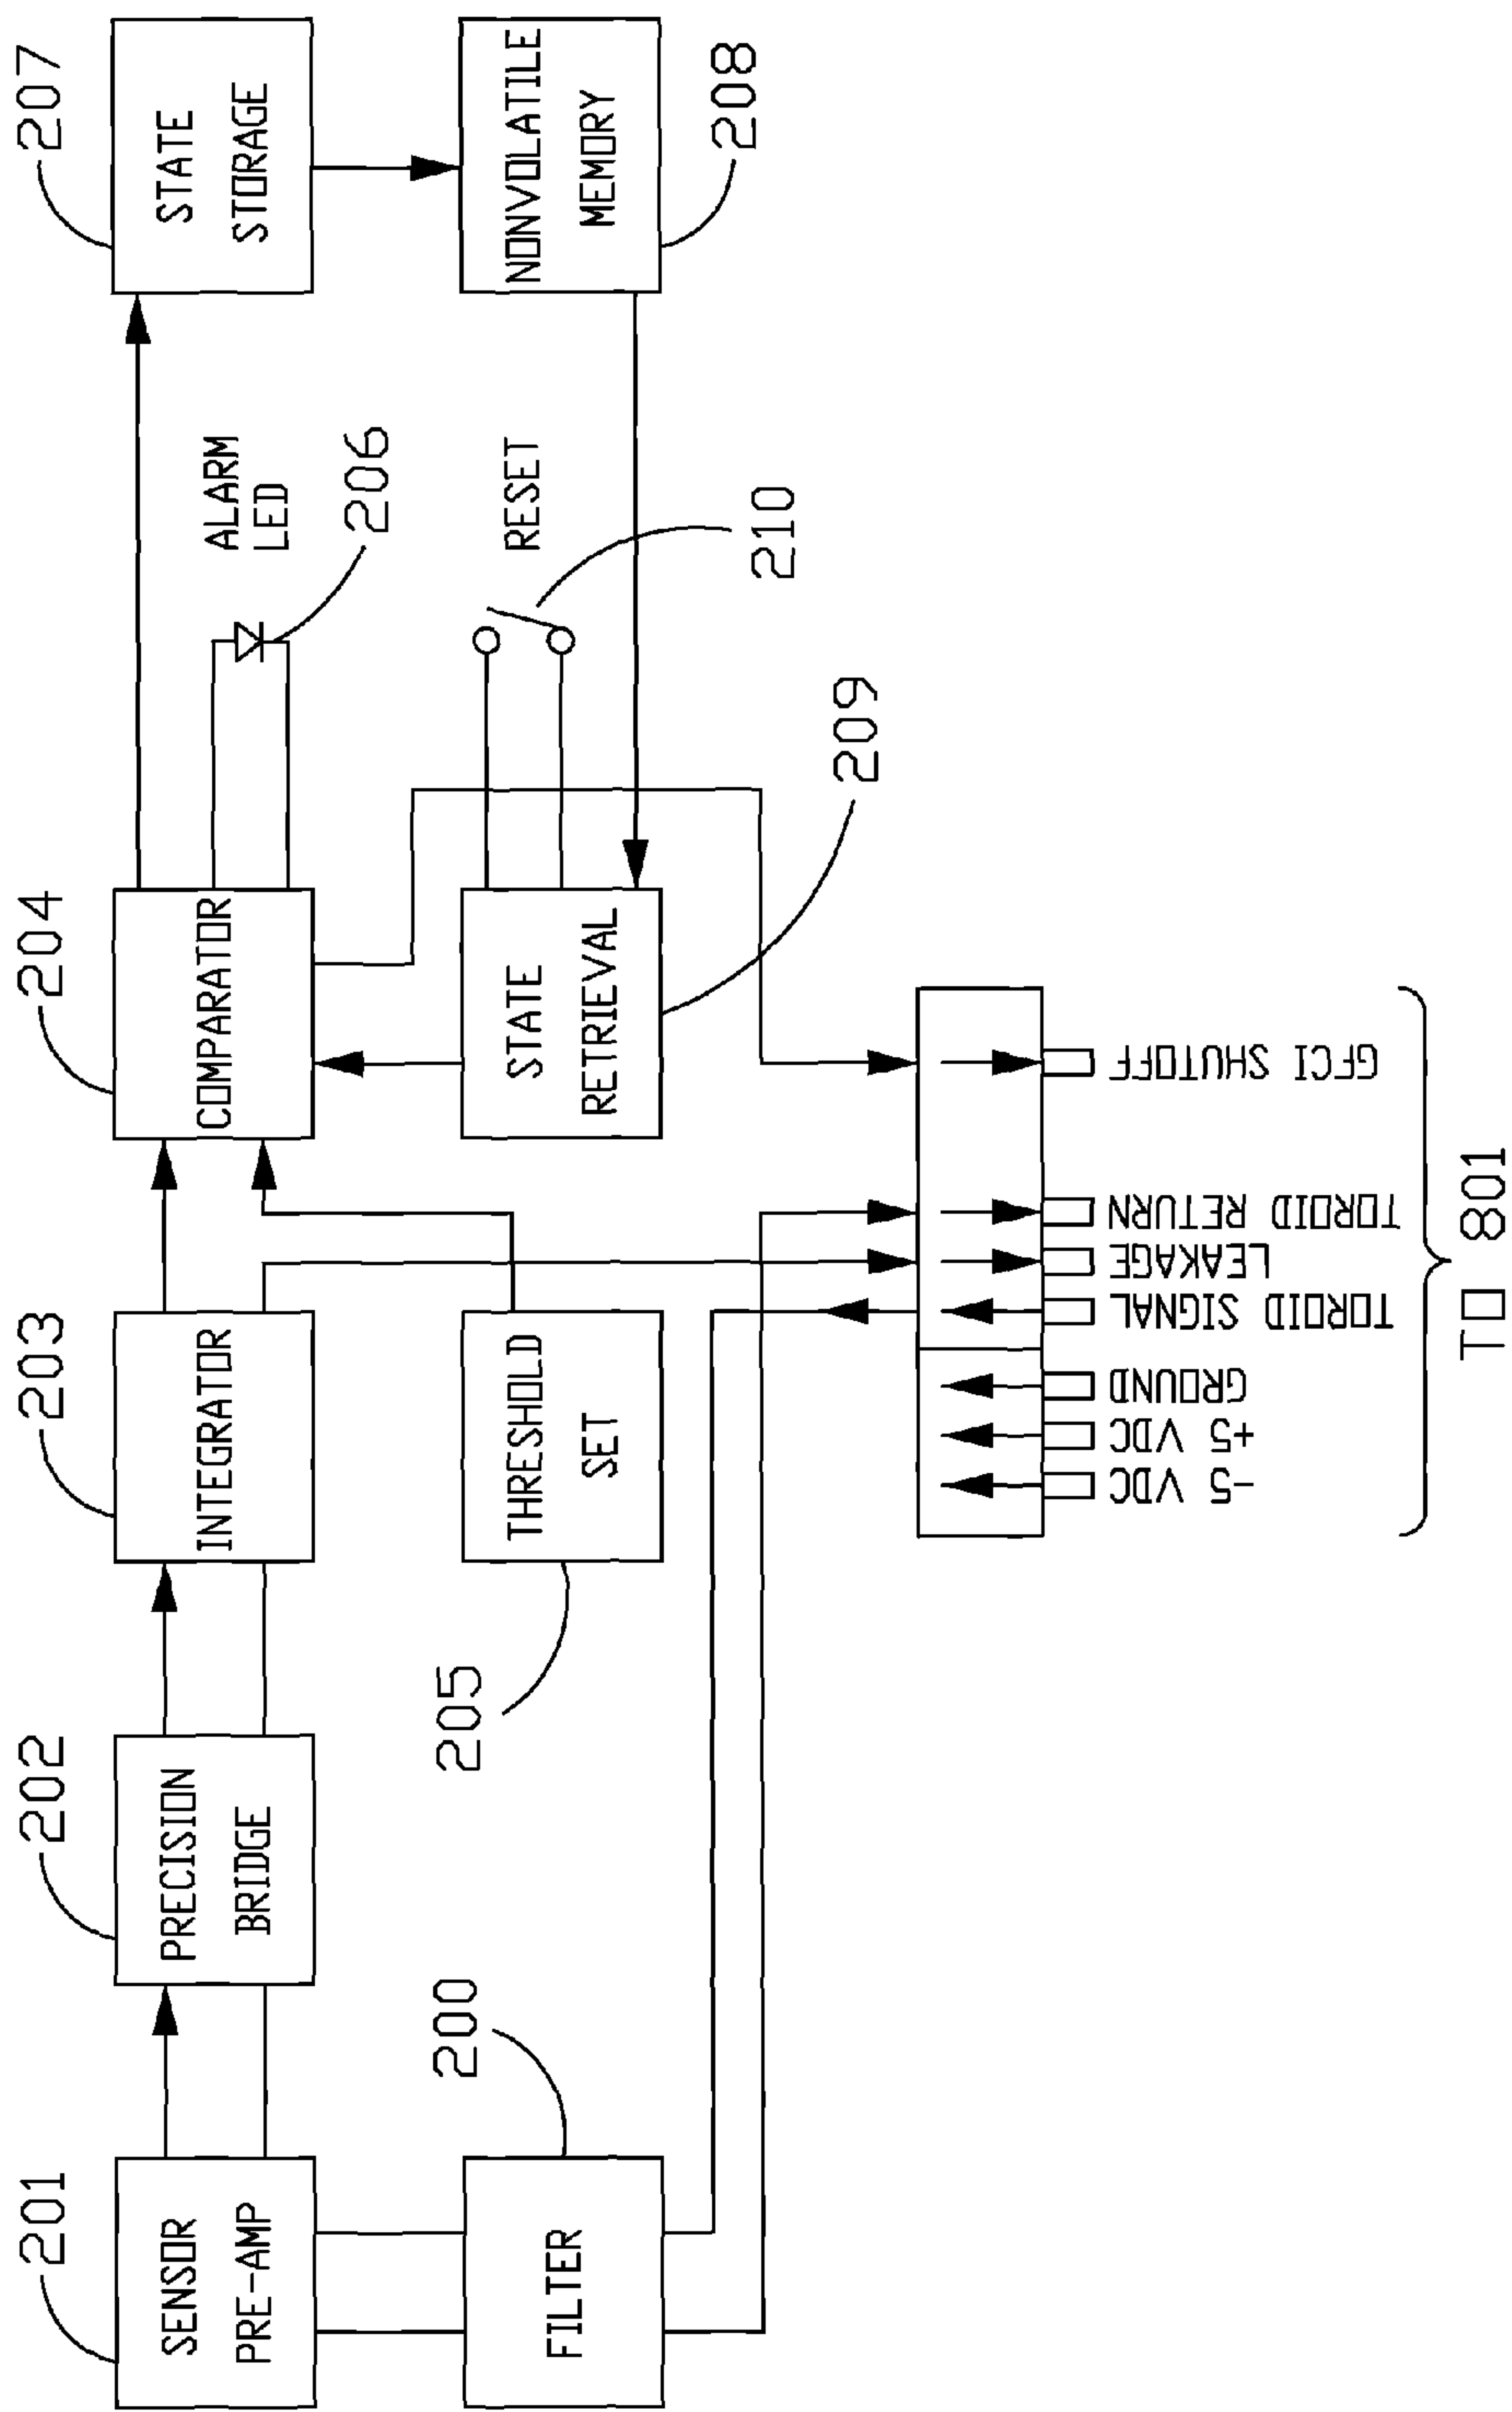 201
SENSOR
PRE-AMP
202
PRECISION
BRIDGE
203
INTEGRATOR
204
COMPARATOR
ALARM
LED
206
207
STATE
STORAGE
200
FILTER
205
THRESHOLD
SET
STATE
RETRIEVAL
209
RESET
210
NONVOLATILE
MEMORY
208
-5 VDC
+5 VDC
GROUND
TOROID SIGNAL
LEAKAGE
TOROID RETURN
GFCI SHUTOFF
TO 801